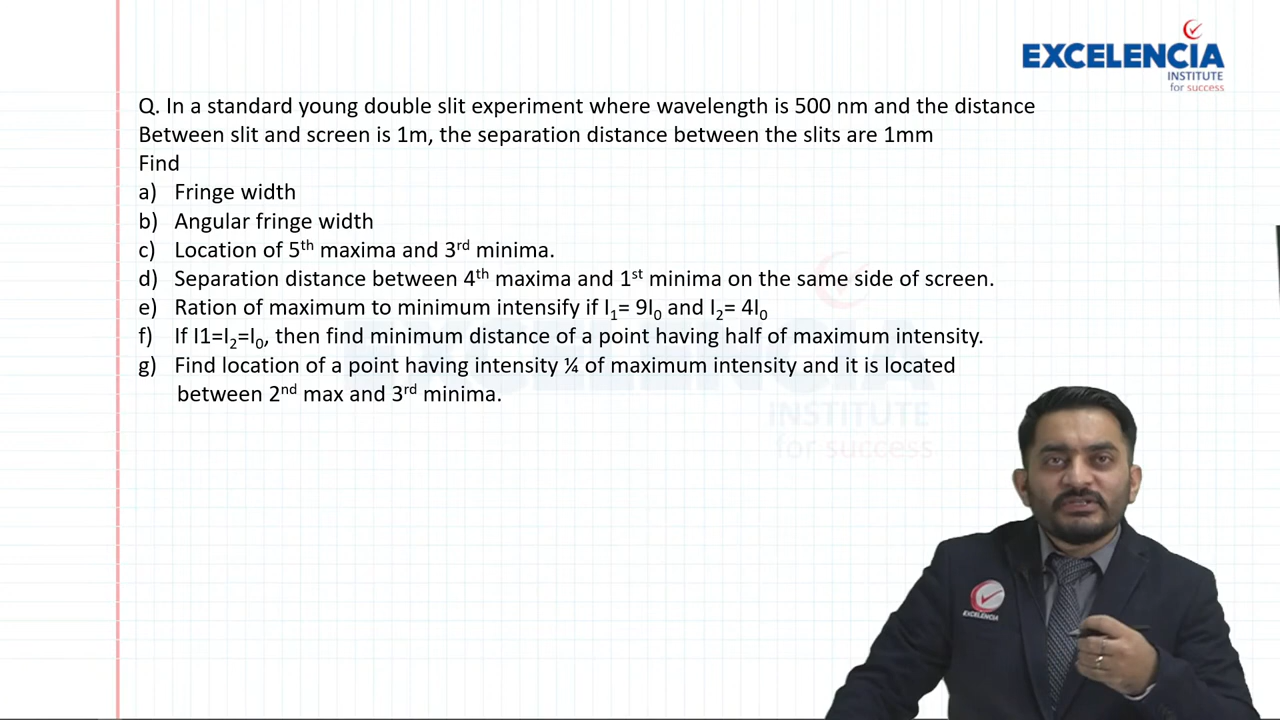 EXCELENCIA
INSTITUTE
for success
Q. In a standard young double slit experiment where wavelength is 500 nm and the distance
Between slit and screen is 1m, the separation distance between the slits are 1mm
Find
a) Fringe width
b) Angular fringe width
c) Location of 5th maxima and 3rd minima.
d) Separation distance between 4th maxima and 1st minima on the same side of screen.
e) Ration of maximum to minimum intensify if I1= 9I0 and I2= 4I0
f) If I1=I2=I0, then find minimum distance of a point having half of maximum intensity.
g) Find location of a point having intensity ¼ of maximum intensity and it is located
between 2nd max and 3rd minima.
EXCELENCIA
INSTITUTE
for success
EXCELENCIA